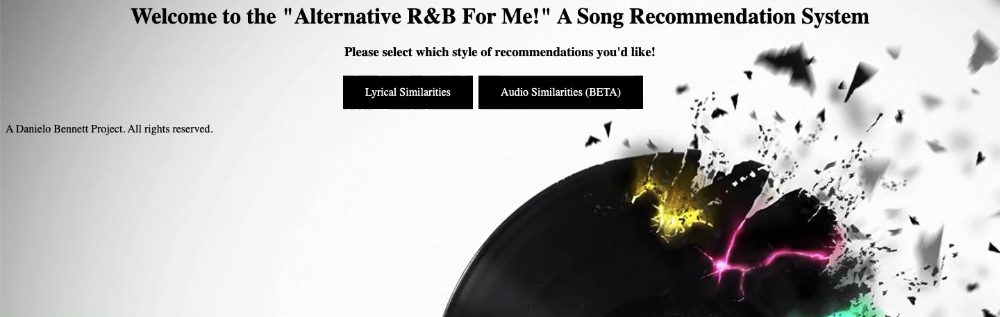 Welcome to the "Alternative R&B For Me!" A Song Recommendation System
Please select which style of recommendations you'd like!
Lyrical Similarities
Audio Similarities (BETA)
A Danielo Bennett Project. All rights reserved.